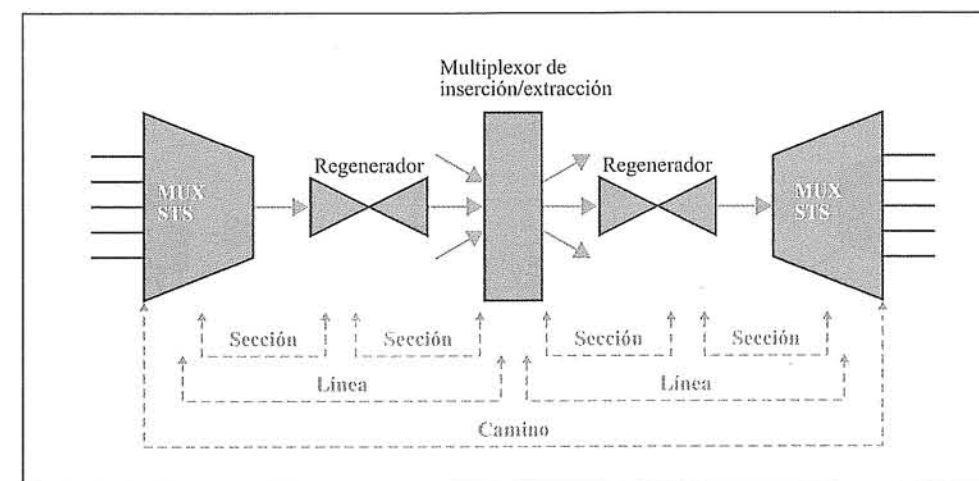 Multiplexor de
inserción/extracción
Regenerador
Regenerador
MUX
STS
MUX
STS
Sección
Sección
Sección
Sección
Línea
Línea
Camino